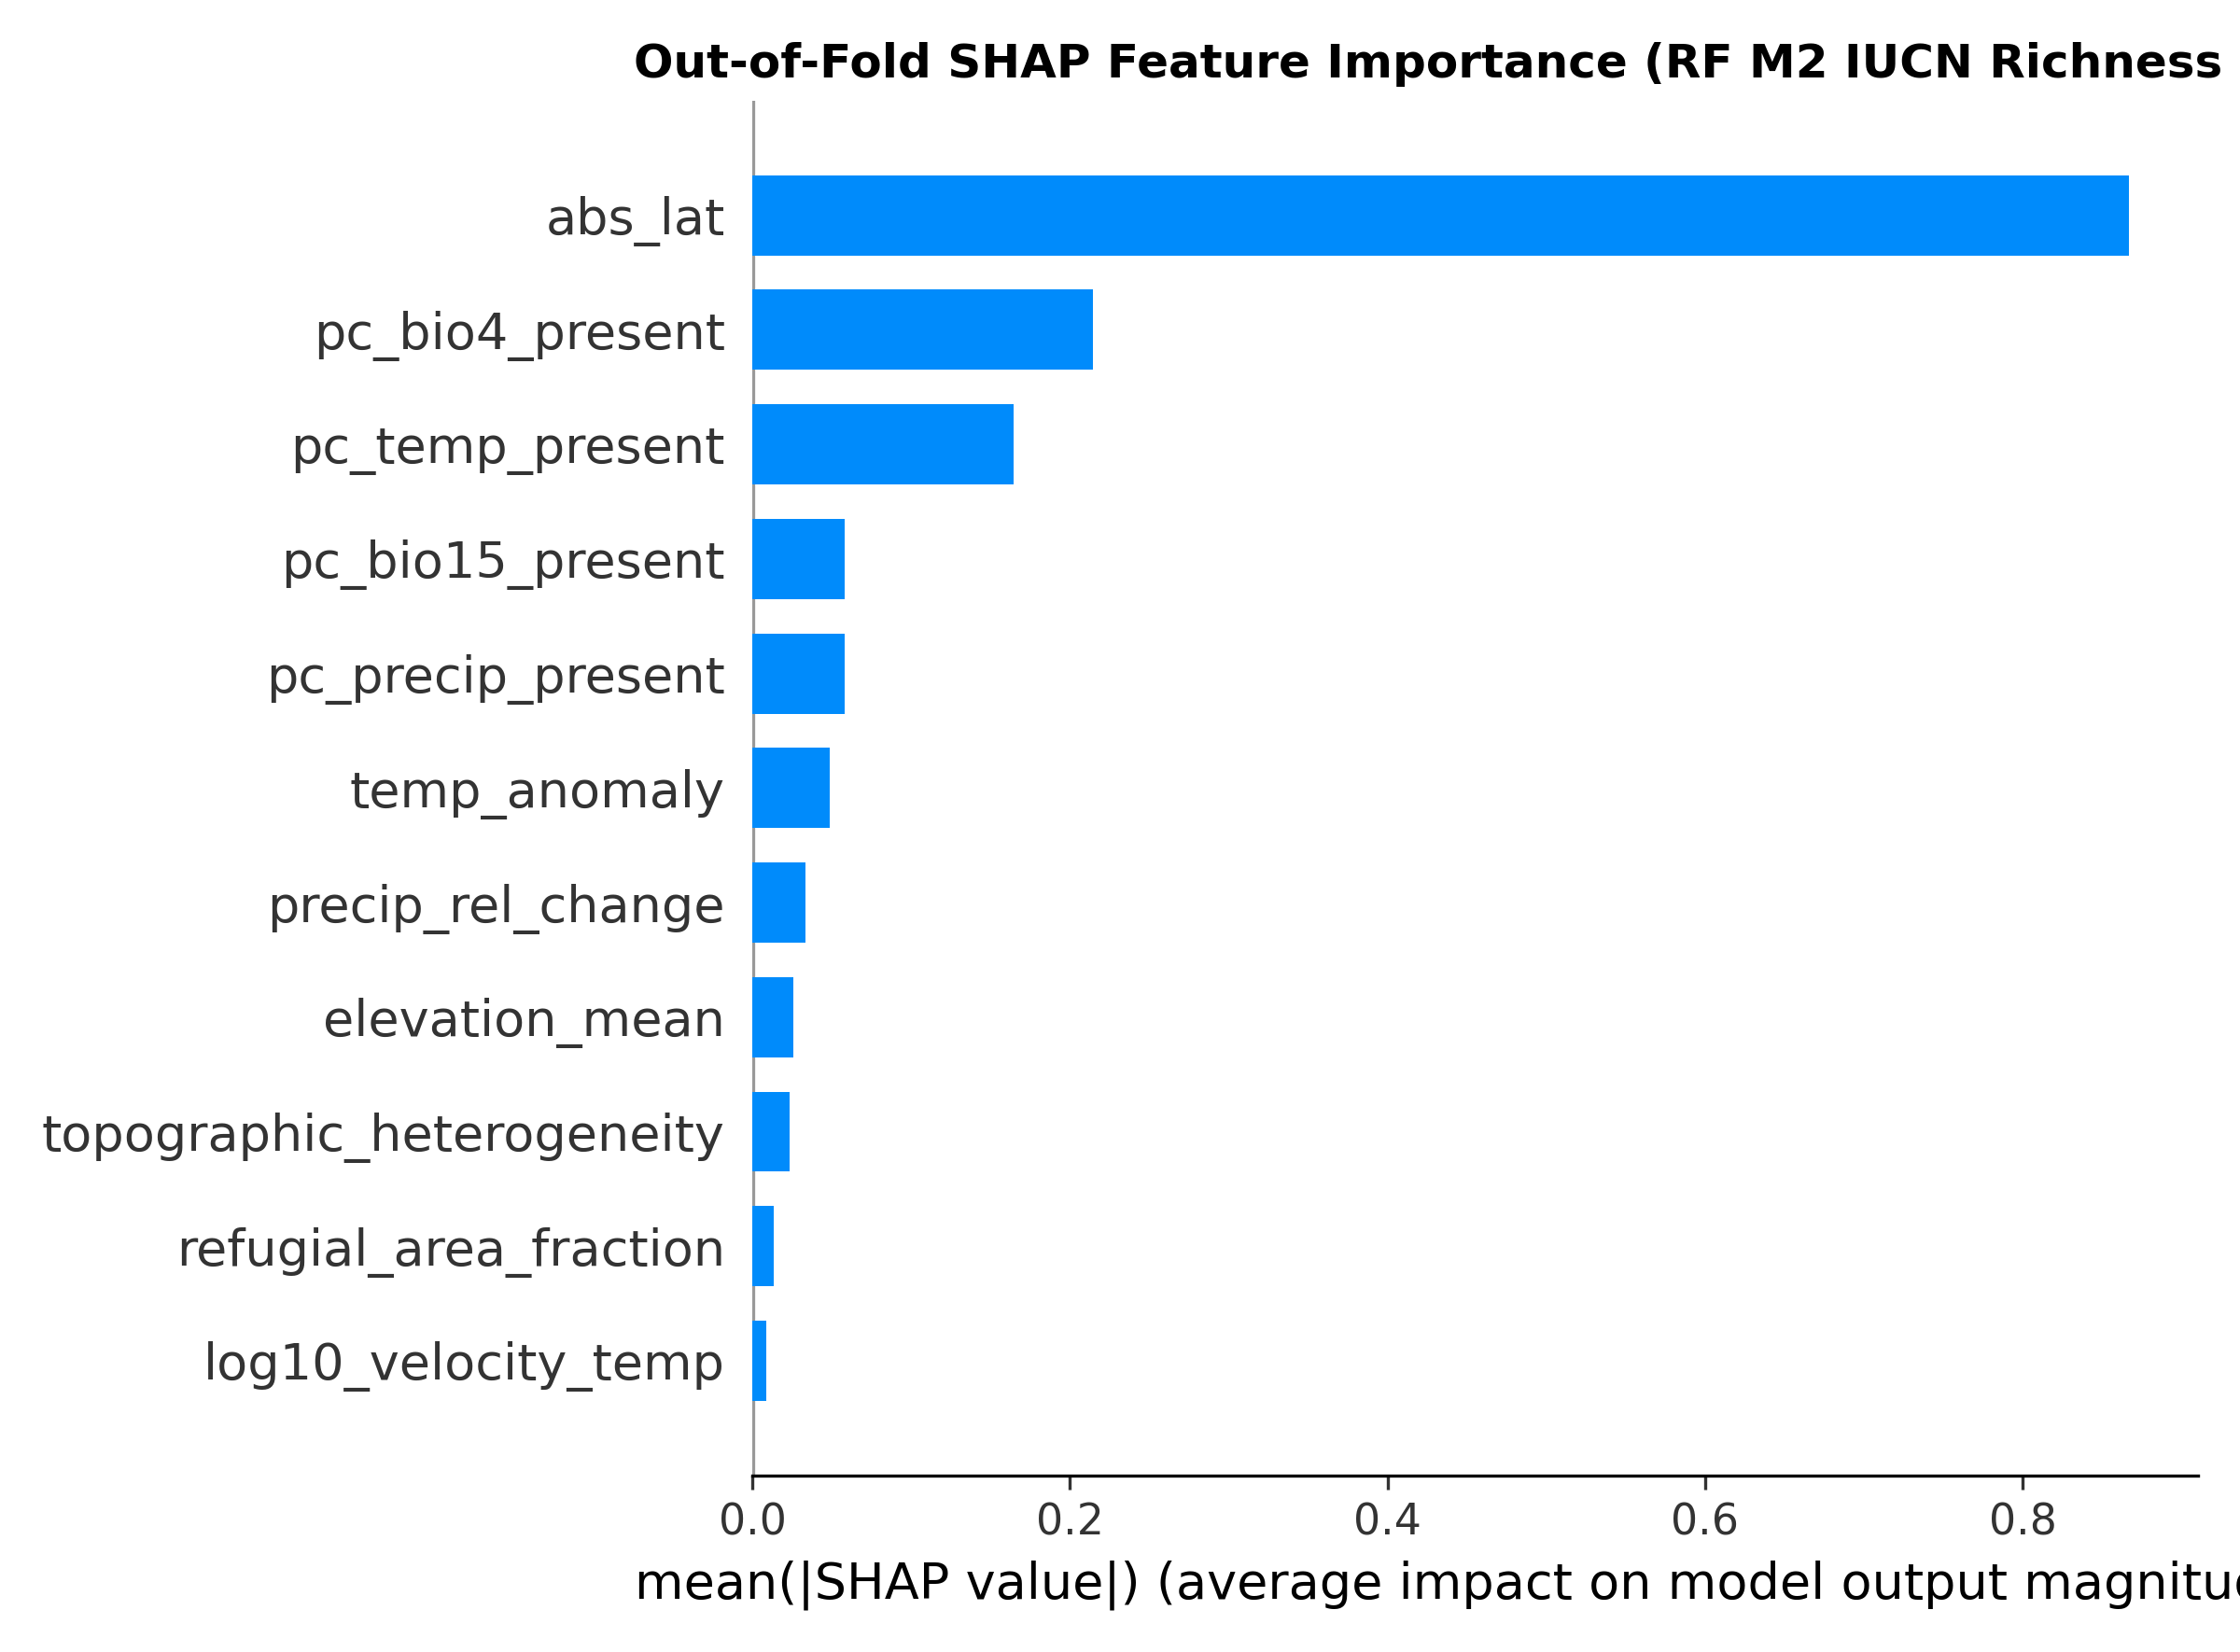 Out-of-Fold SHAP Feature Importance (RF M2 IUCN Richness
abs_lat
pc_bio4_present
pc_temp_present
pc_bio15_present
pc_precip_present
temp_anomaly
precip_rel_change
elevation_mean
topographic_heterogeneity
refugial_area_fraction
log10_velocity_temp
0.0 0.2 0.4 0.6 0.8
mean(|SHAP value|) (average impact on model output magnitu